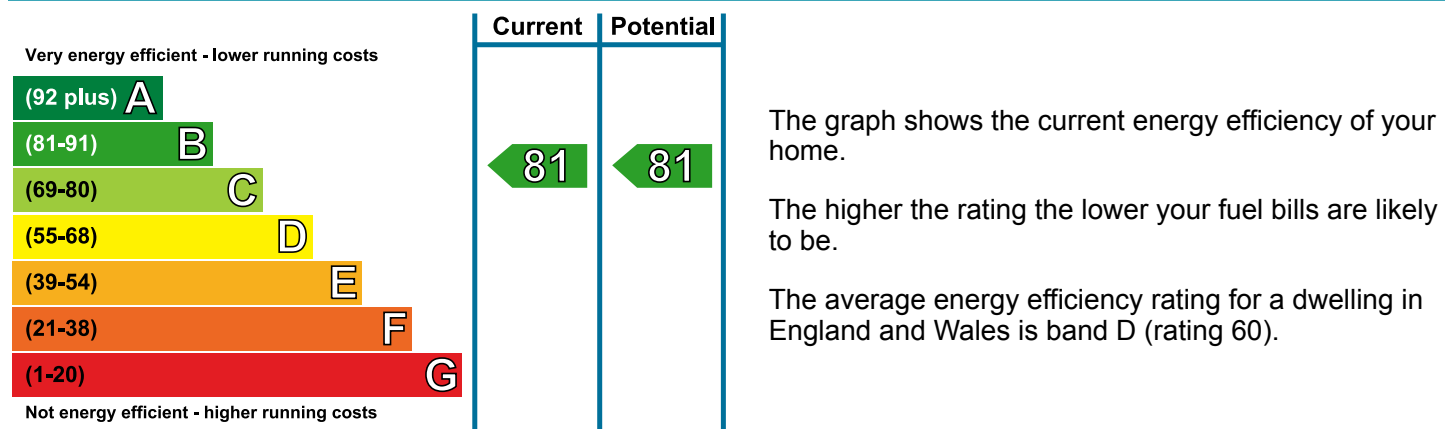 Current Potential
Very energy efficient - lower running costs
(92 plus) A
(81-91) B
(69-80) C
(55-68) D
(39-54) E
(21-38) F
(1-20) G
Not energy efficient - higher running costs
81 81
The graph shows the current energy efficiency of your
home.
The higher the rating the lower your fuel bills are likely
to be.
The average energy efficiency rating for a dwelling in
England and Wales is band D (rating 60).